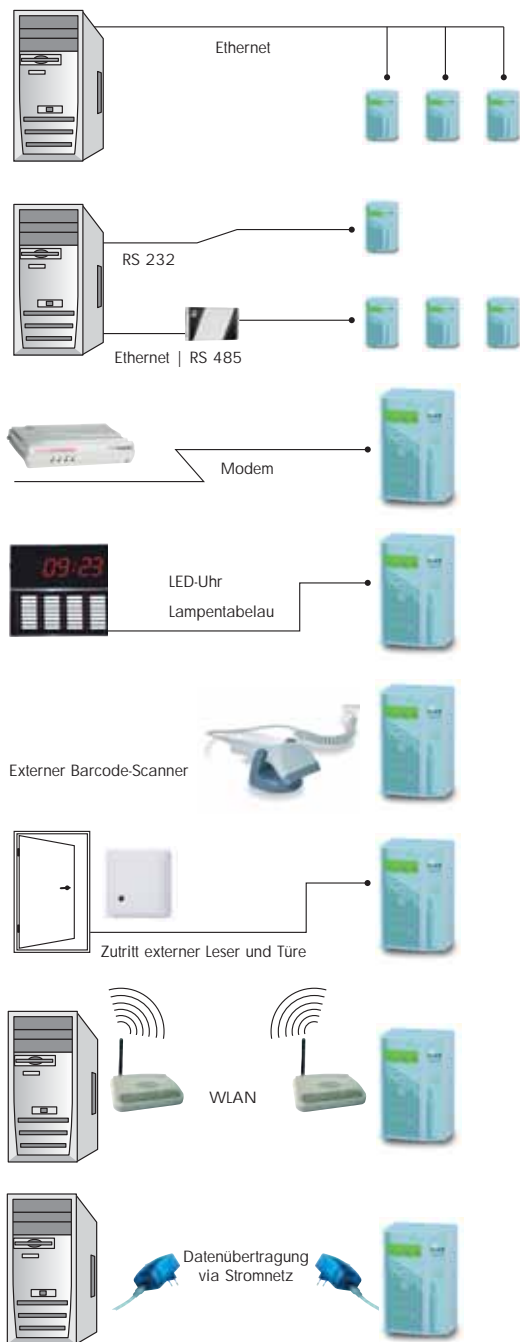 Ethernet
RS 232
Ethernet | RS 485
Modem
09:23
LED-Uhr
Lampentabelau
Externer Barcode-Scanner
Zutritt externer Leser und Türe
WLAN
Datenübertragung
via Stromnetz